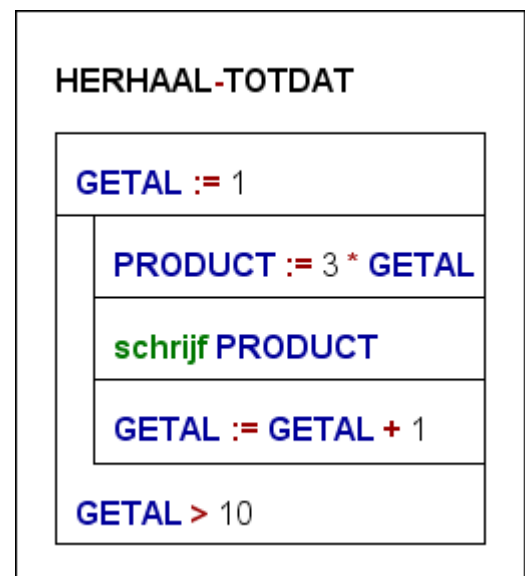 HERHAAL-TOTDAT
GETAL := 1
PRODUCT := 3 * GETAL
schrijf PRODUCT
GETAL := GETAL + 1
GETAL > 10